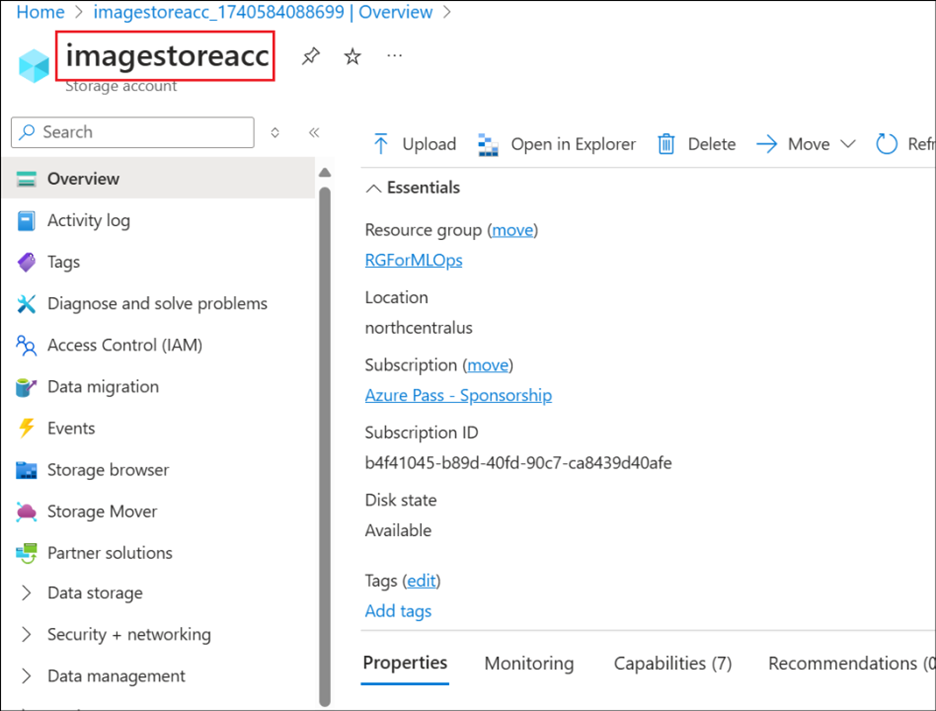 Home > imagestoreacc_1740584088699 | Overview >
imagestoreacc
Storage account
Search
Upload Open in Explorer Delete Move Refr
Overview
Activity log
Tags
Diagnose and solve problems
Access Control (IAM)
Data migration
Events
Storage browser
Storage Mover
Partner solutions
Data storage
Security + networking
Data management
Essentials
Resource group (move)
RGForMLOps
Location
northcentralus
Subscription (move)
Azure Pass - Sponsorship
Subscription ID
b4f41045-b89d-40fd-90c7-ca8439d40afe
Disk state
Available
Tags (edit)
Add tags
Properties Monitoring Capabilities (7) Recommendations (0